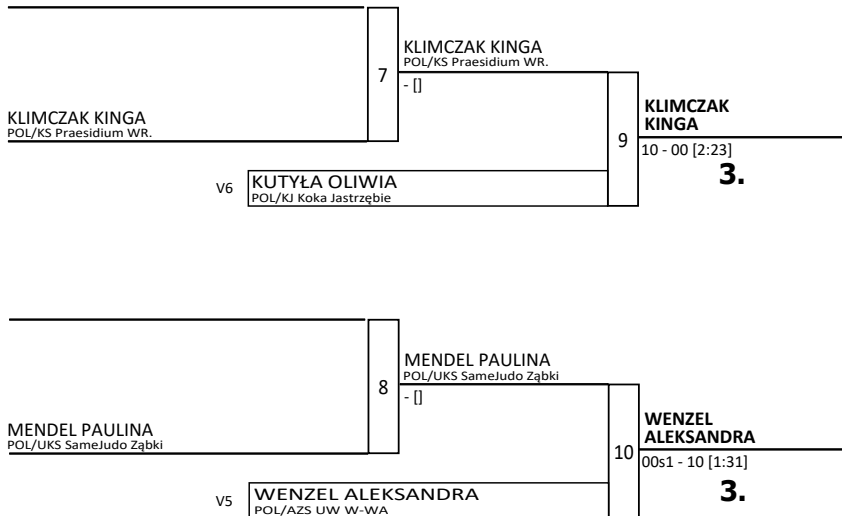 KLIMCZAK KINGA
POL/KS Praesidium WR.
7
KLIMCZAK KINGA
POL/KS Praesidium WR.
- []
V6
KUTYŁA OLIWIA
POL/KJ Koka Jastrzębie
9
KLIMCZAK
KINGA
10 - 00 [2:23]
3.
MENDEL PAULINA
POL/UKS SameJudo Ząbki
8
MENDEL PAULINA
POL/UKS SameJudo Ząbki
- []
V5
WENZEL ALEKSANDRA
POL/AZS UW W-WA
10
WENZEL
ALEKSANDRA
00s1 - 10 [1:31]
3.